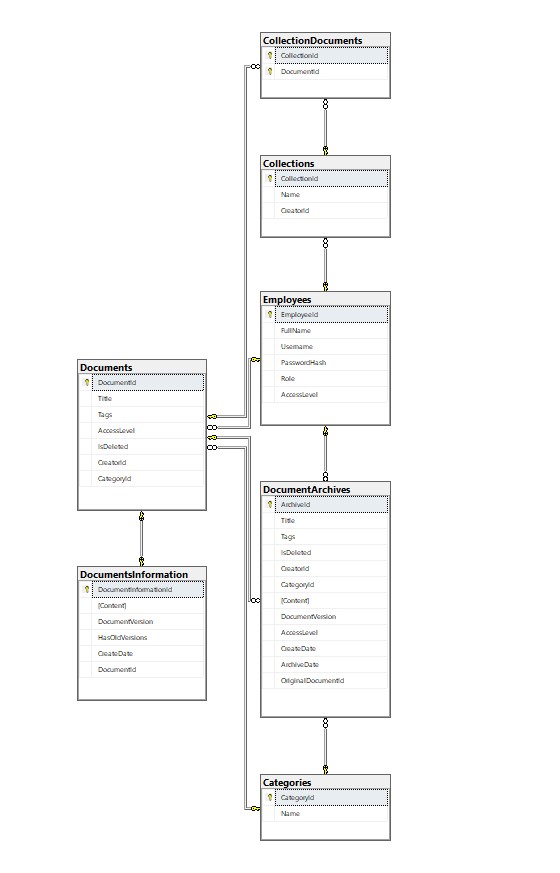 CollectionDocuments
CollectionId
DocumentId
Collections
CollectionId
Name
CreatorId
Employees
EmployeeId
FullName
Username
PasswordHash
Role
AccessLevel
Documents
DocumentId
Title
Tags
AccessLevel
IsDeleted
CreatorId
CategoryId
DocumentArchives
ArchiveId
Title
Tags
IsDeleted
CreatorId
CategoryId
[Content]
DocumentVersion
AccessLevel
CreateDate
ArchiveDate
OriginalDocumentId
DocumentsInformation
DocumentInformationId
[Content]
DocumentVersion
HasOldVersions
CreateDate
DocumentId
Categories
CategoryId
Name